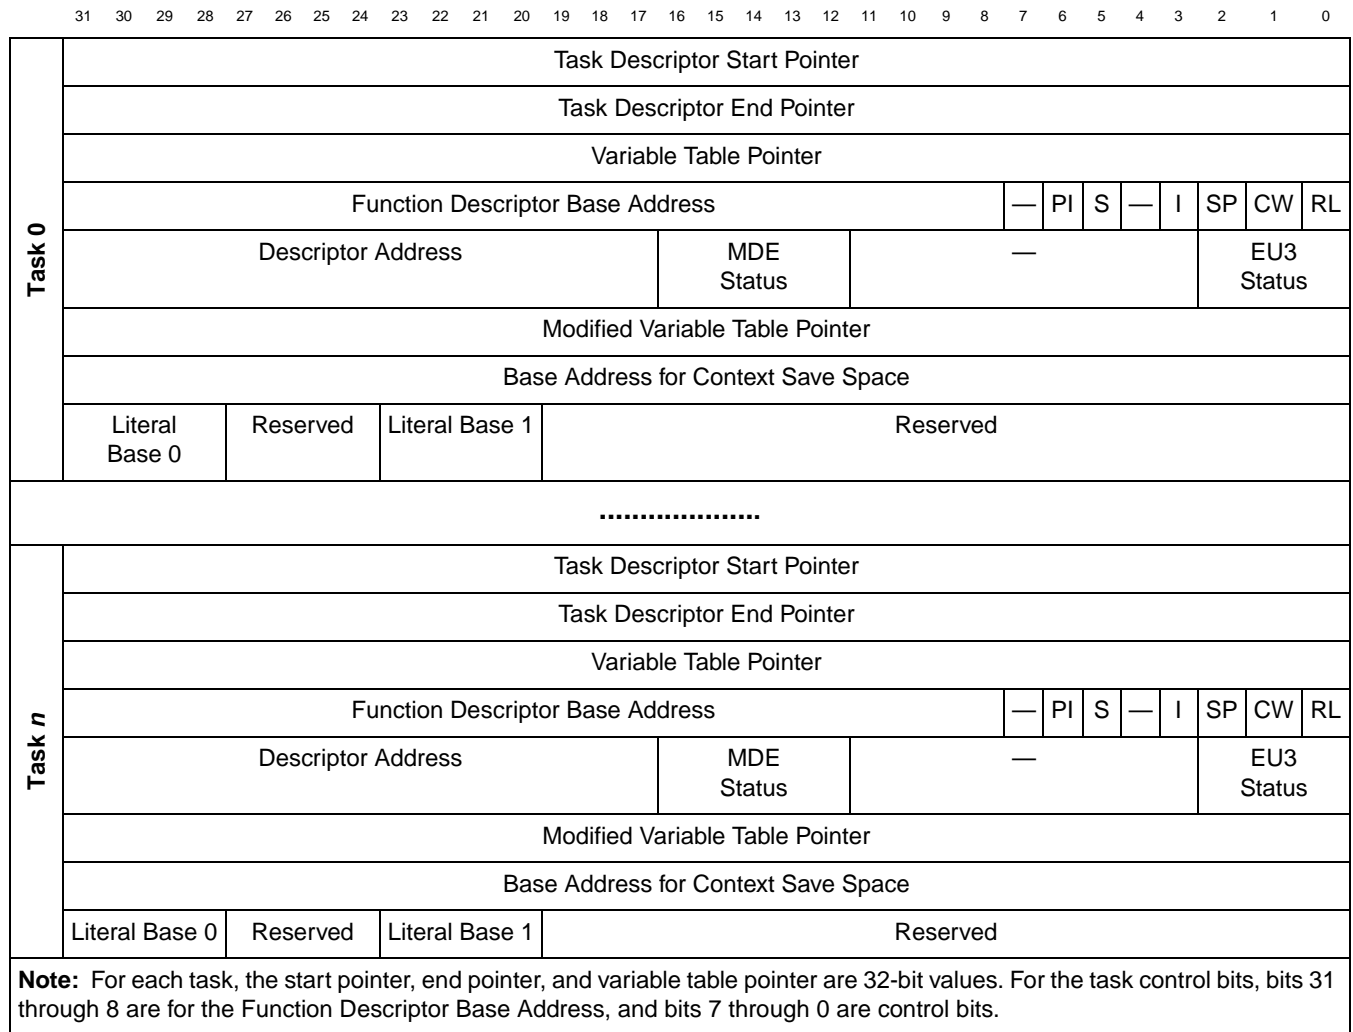 31 30 29 28 27 26 25 24 23 22 21 20 19 18 17 16 15 14 13 12 11 10 9 8 7 6 5 4 3 2 1 0
Task 0
Task Descriptor Start Pointer
Task Descriptor End Pointer
Variable Table Pointer
Function Descriptor Base Address — PI S — I SP CW RL
Descriptor Address MDE — EU3
Status Status
Modified Variable Table Pointer
Base Address for Context Save Space
Literal Reserved Literal Base 1 Reserved
Base 0
....................
Task n
Task Descriptor Start Pointer
Task Descriptor End Pointer
Variable Table Pointer
Function Descriptor Base Address — PI S — I SP CW RL
Descriptor Address MDE — EU3
Status Status
Modified Variable Table Pointer
Base Address for Context Save Space
Literal Base 0 Reserved Literal Base 1 Reserved
Note: For each task, the start pointer, end pointer, and variable table pointer are 32-bit values. For the task control bits, bits 31
through 8 are for the Function Descriptor Base Address, and bits 7 through 0 are control bits.